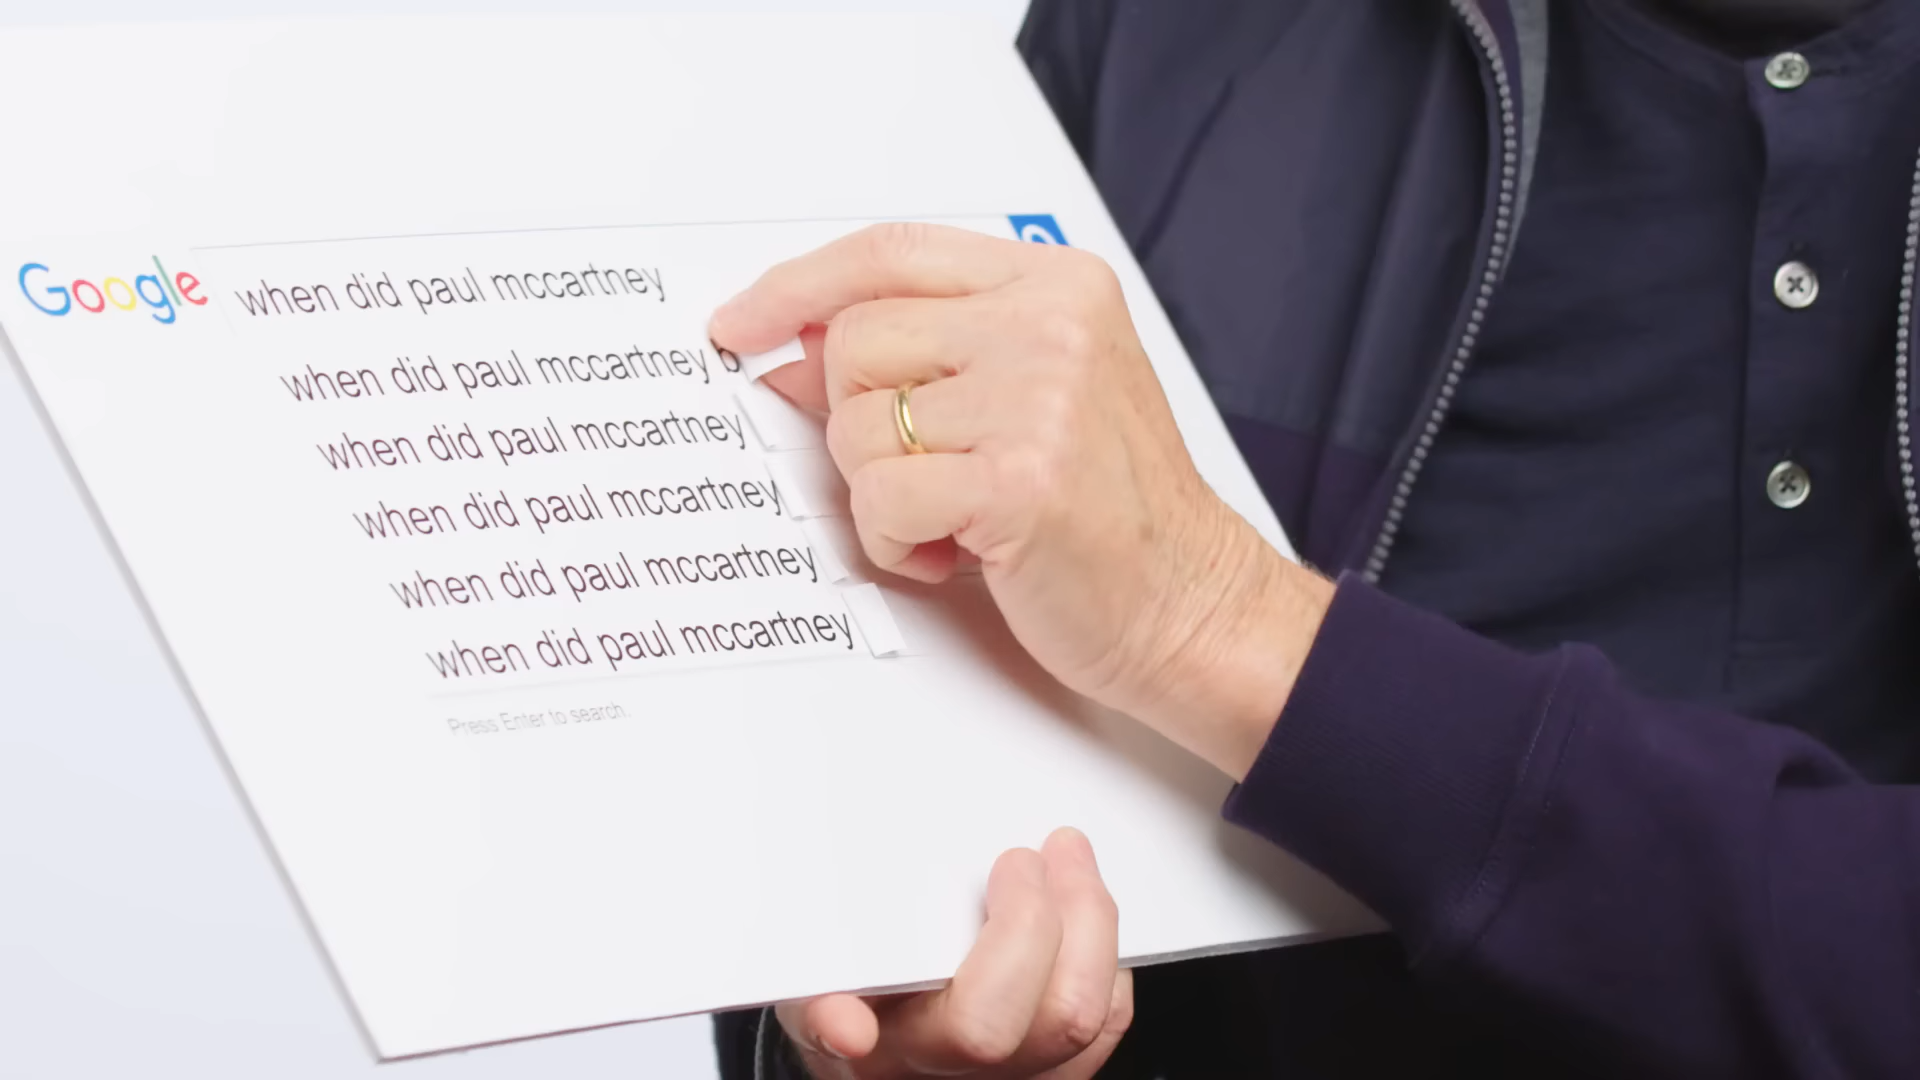 Google when did paul mccartney
when did paul mccartney b
when did paul mccartney
when did paul mccartney
when did paul mccartney
when did paul mccartney
Press Enter to search.